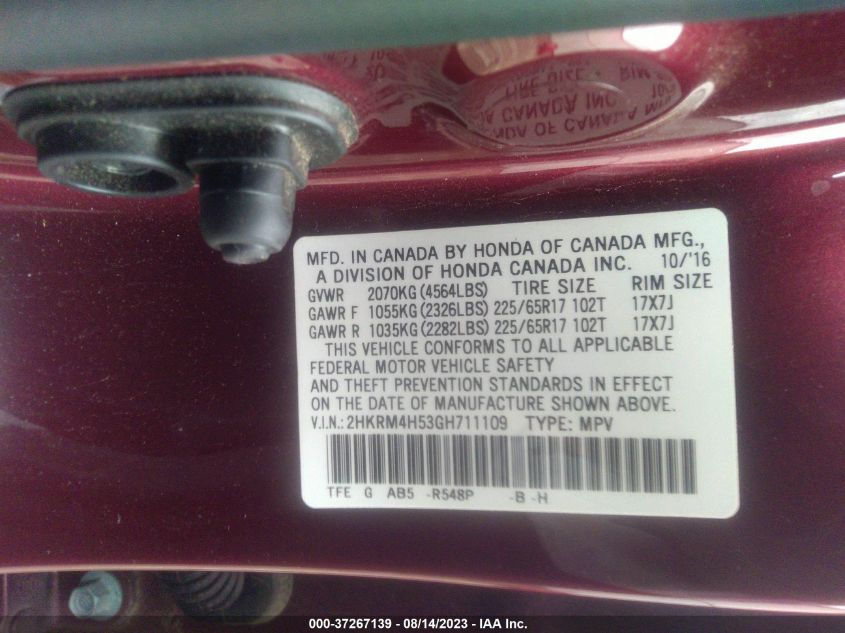 MFD. IN CANADA BY HONDA OF CANADA MFG.,
A DIVISION OF HONDA CANADA INC. 10/'16
GVWR 2070KG (4564LBS) TIRE SIZE RIM SIZE
GAWR F 1055KG (2326LBS) 225/65R17 102T 17X7J
GAWR R 1035KG (2282LBS) 225/65R17 102T 17X7J
THIS VEHICLE CONFORMS TO ALL APPLICABLE
FEDERAL MOTOR VEHICLE SAFETY
AND THEFT PREVENTION STANDARDS IN EFFECT
ON THE DATE OF MANUFACTURE SHOWN ABOVE.
V.I.N.: 2HKRM4H53GH711109 TYPE: MPV
TFE G AB5 -R548P -B -H
000-37267139 - 08/14/2023 - IAA Inc.